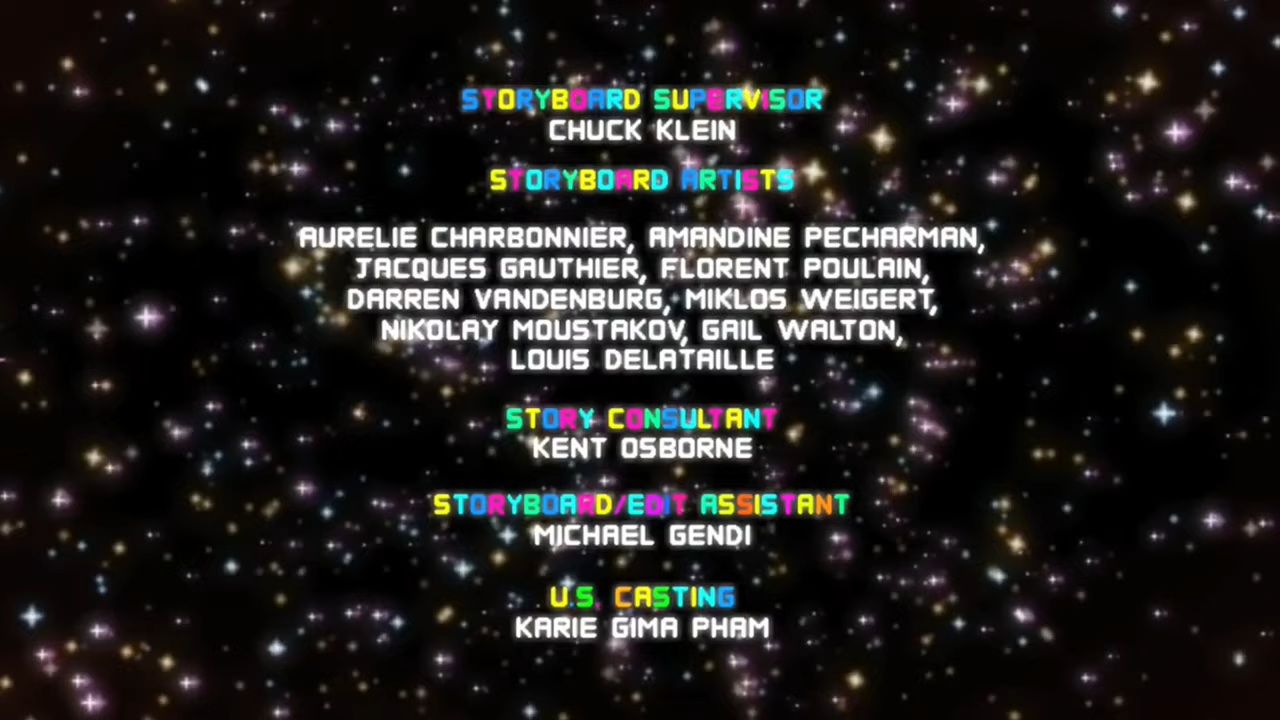 STORYBOARD SUPERVISOR
CHUCK KLEIN
STORYBOARD ARTISTS
AURELIE CHARBONNIER, AMANDINE PECHARMAN,
JACQUES GAUTHIER, FLORENT POULAIN,
DARREN VANDENBURG, MIKLOS WEIGERT,
NIKOLAY MOUSTAKOV, GAIL WALTON,
LOUIS DELATAILLE
STORY CONSULTANT
KENT OSBORNE
STORYBOARD/EDIT ASSISTANT
MICHAEL GENDI
U.S. CASTING
KARIE GIMA PHAM